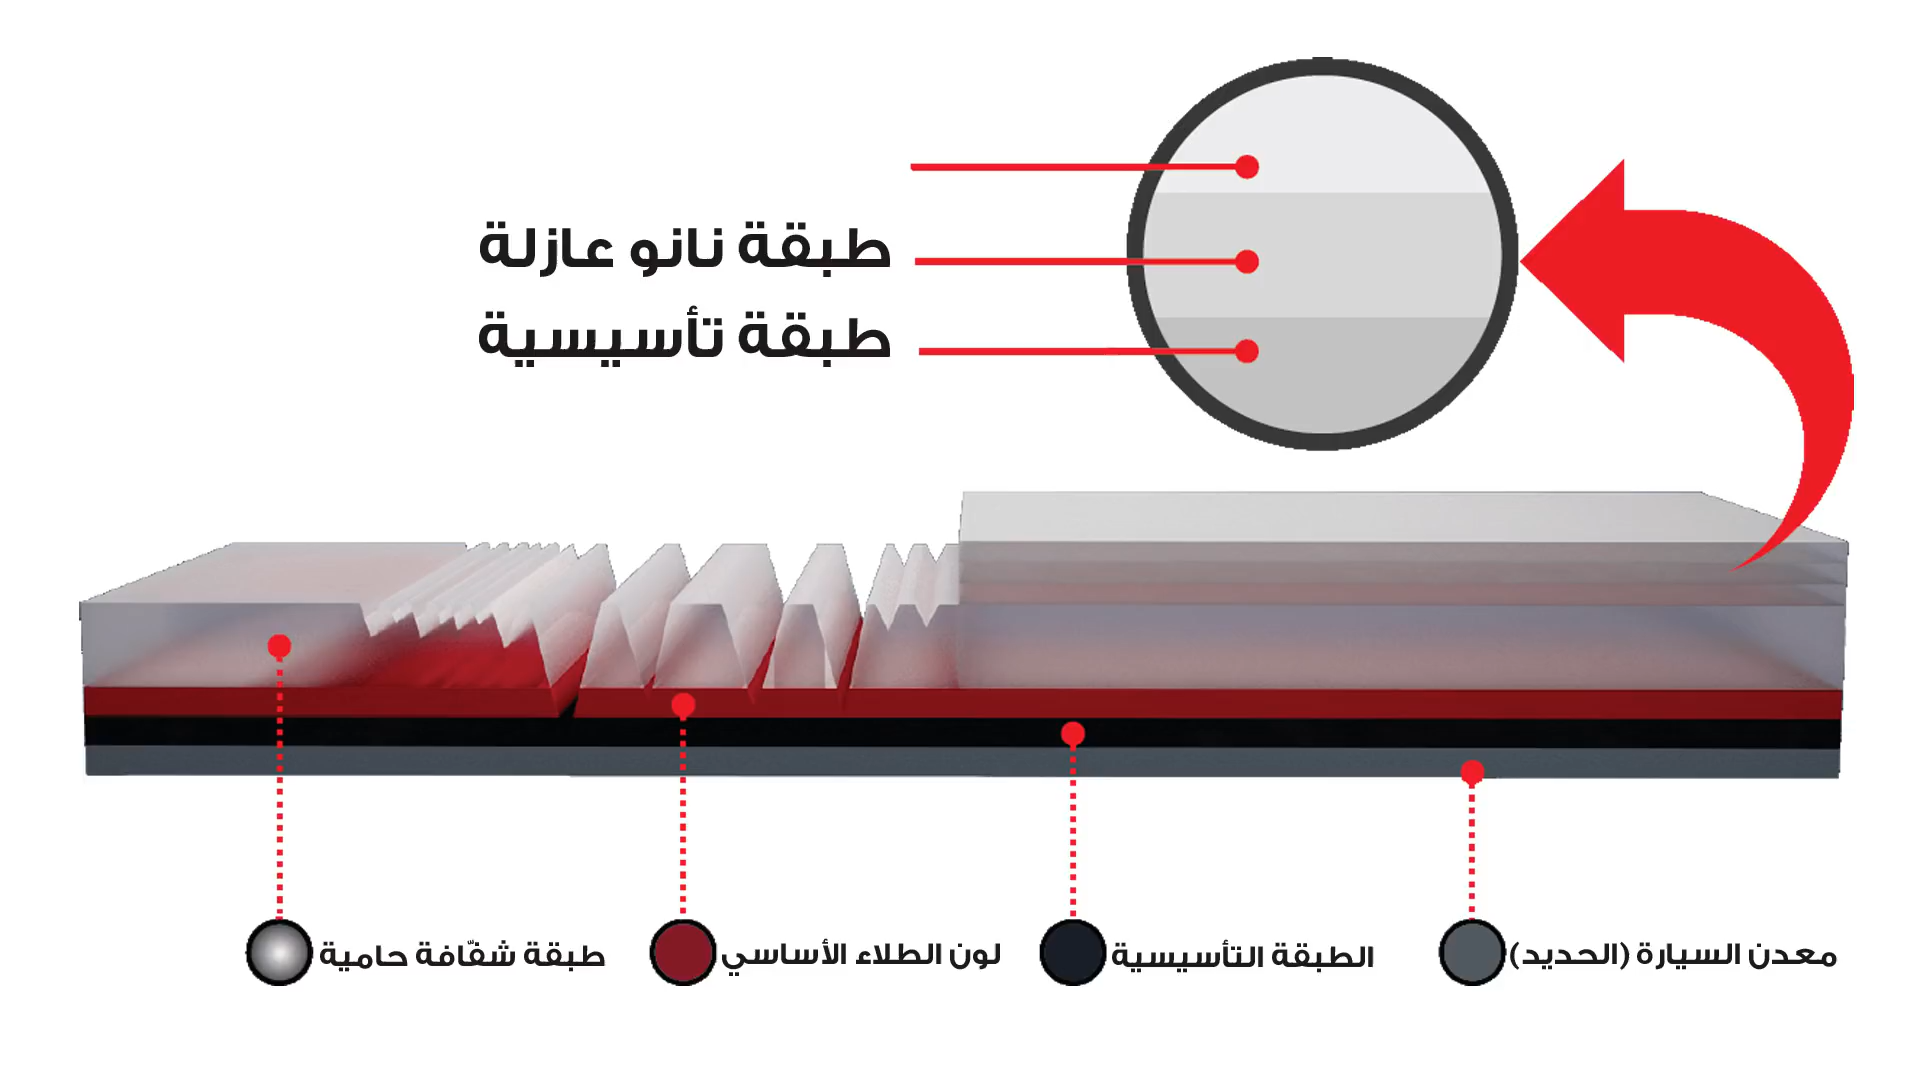 طبقة نانو عازلة
طبقة تأسيسية
معدن السيارة (الحديد)
الطبقة التأسيسية
لون الطلاء الأساسي
طبقة شفّافة حامية